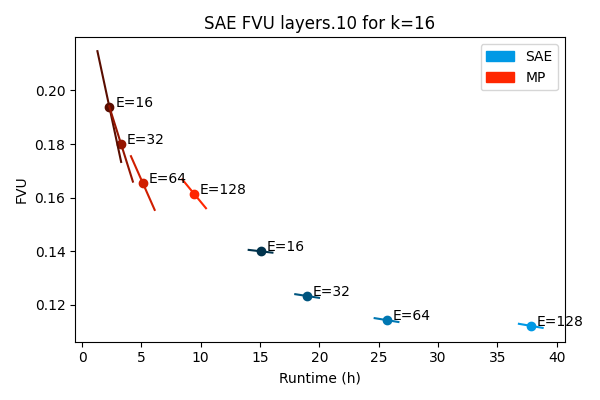 SAE FVU layers.10 for k=16
SAE
MP
0.20
0.18
0.16
0.14
0.12
FVU
E=16
E=32
E=64
E=128
E=16
E=32
E=64
E=128
0
5
10
15
20
25
30
35
40
Runtime (h)